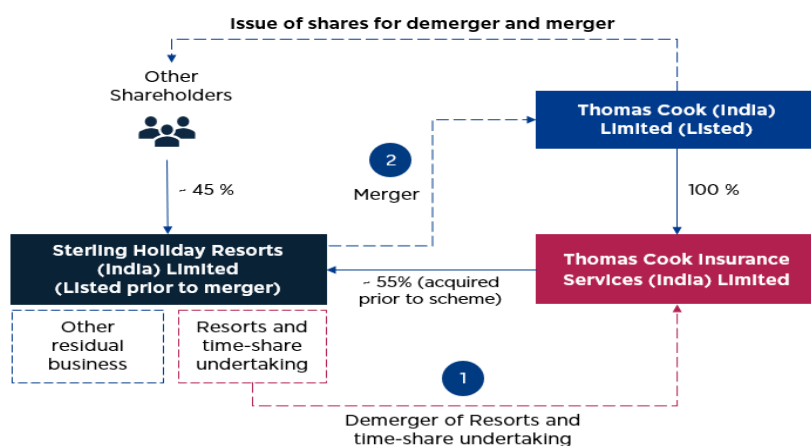 Issue of shares for demerger and merger
Other
Shareholders
Thomas Cook (India)
Limited (Listed)
2
Merger
~ 45 %
100 %
Sterling Holiday Resorts
(India) Limited
(Listed prior to merger)
Thomas Cook Insurance
Services (India) Limited
~ 55% (acquired
prior to scheme)
Other
residual
business
Resorts and
time-share
undertaking
1
Demerger of Resorts and
time-share undertaking